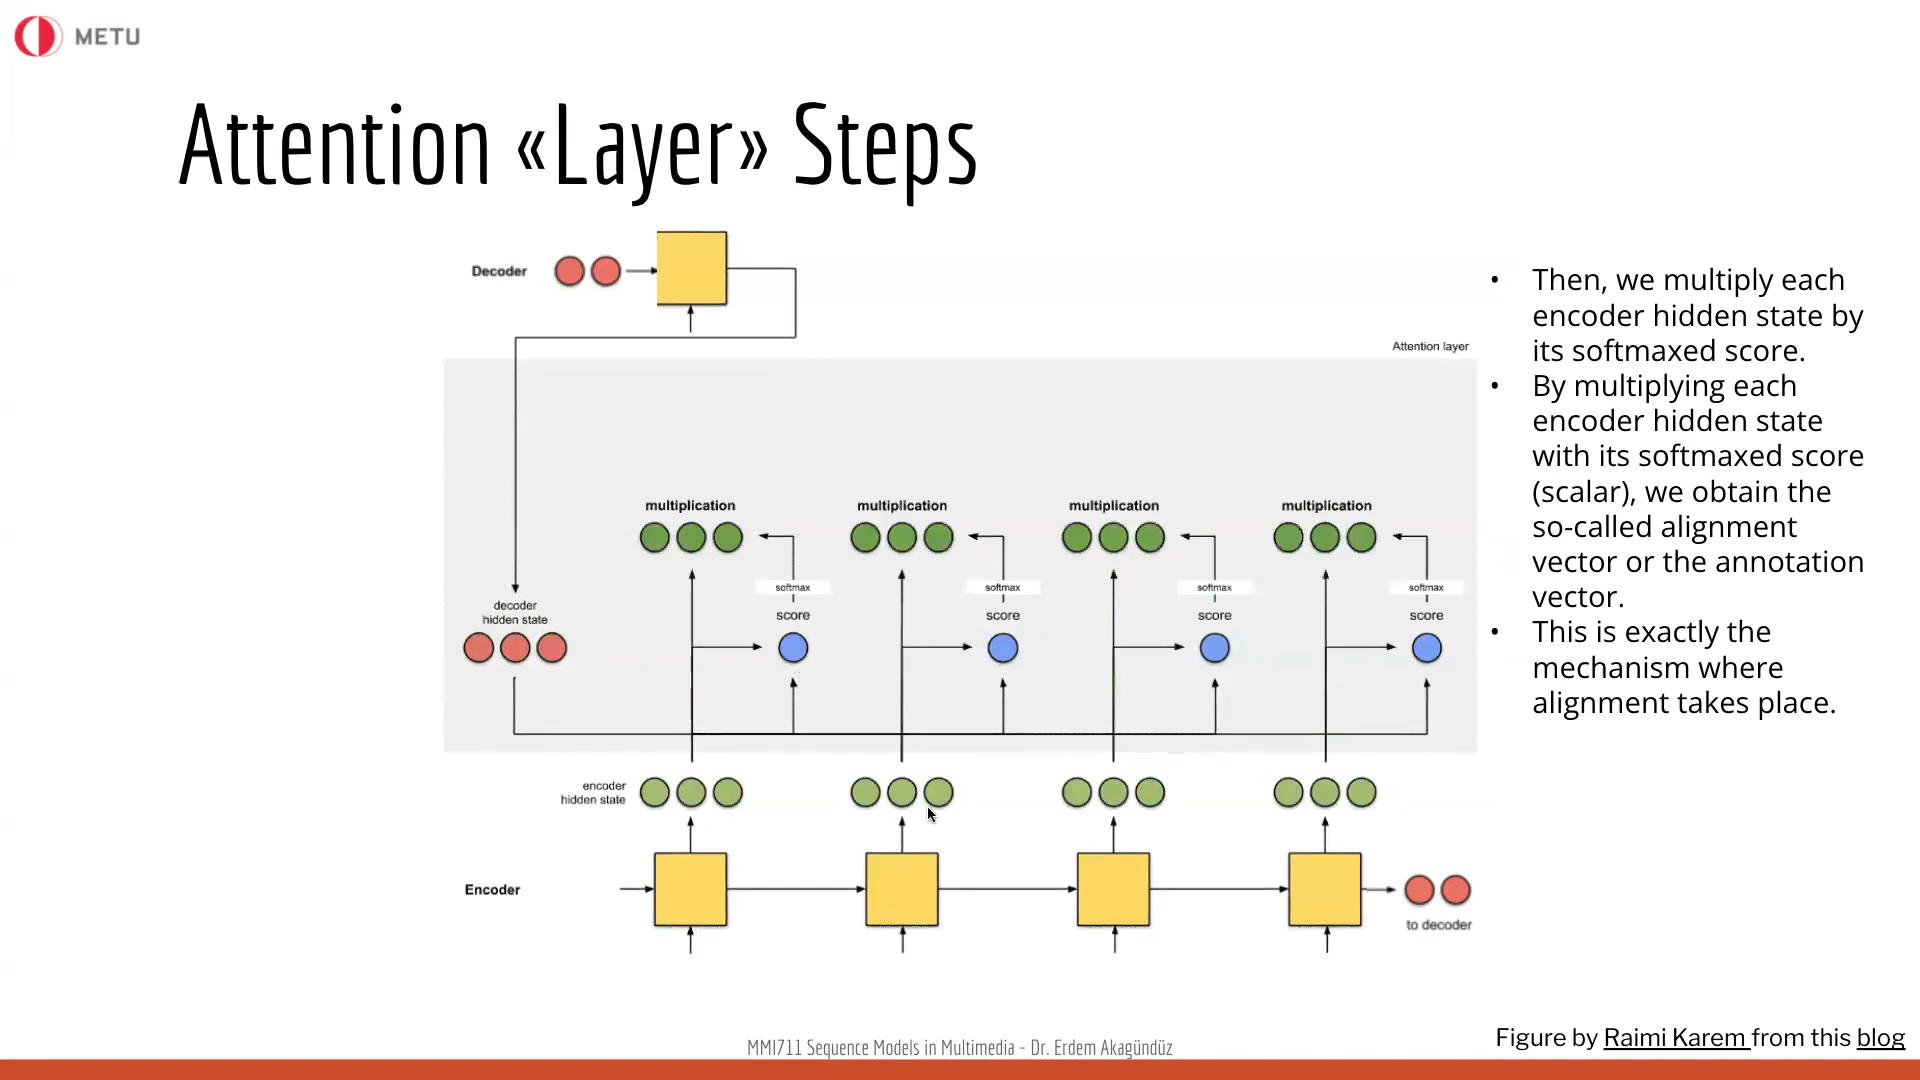 METU
Attention «Layer» Steps
Decoder
Attention layer
multiplication multiplication multiplication multiplication
softmax softmax softmax softmax
decoder
hidden state
score score score score
encoder
hidden state
Encoder
to decoder
• Then, we multiply each
encoder hidden state by
its softmaxed score.
• By multiplying each
encoder hidden state
with its softmaxed score
(scalar), we obtain the
so-called alignment
vector or the annotation
vector.
• This is exactly the
mechanism where
alignment takes place.
Figure by Raimi Karem from this blog
MMI711 Sequence Models in Multimedia - Dr. Erdem Akagündüz